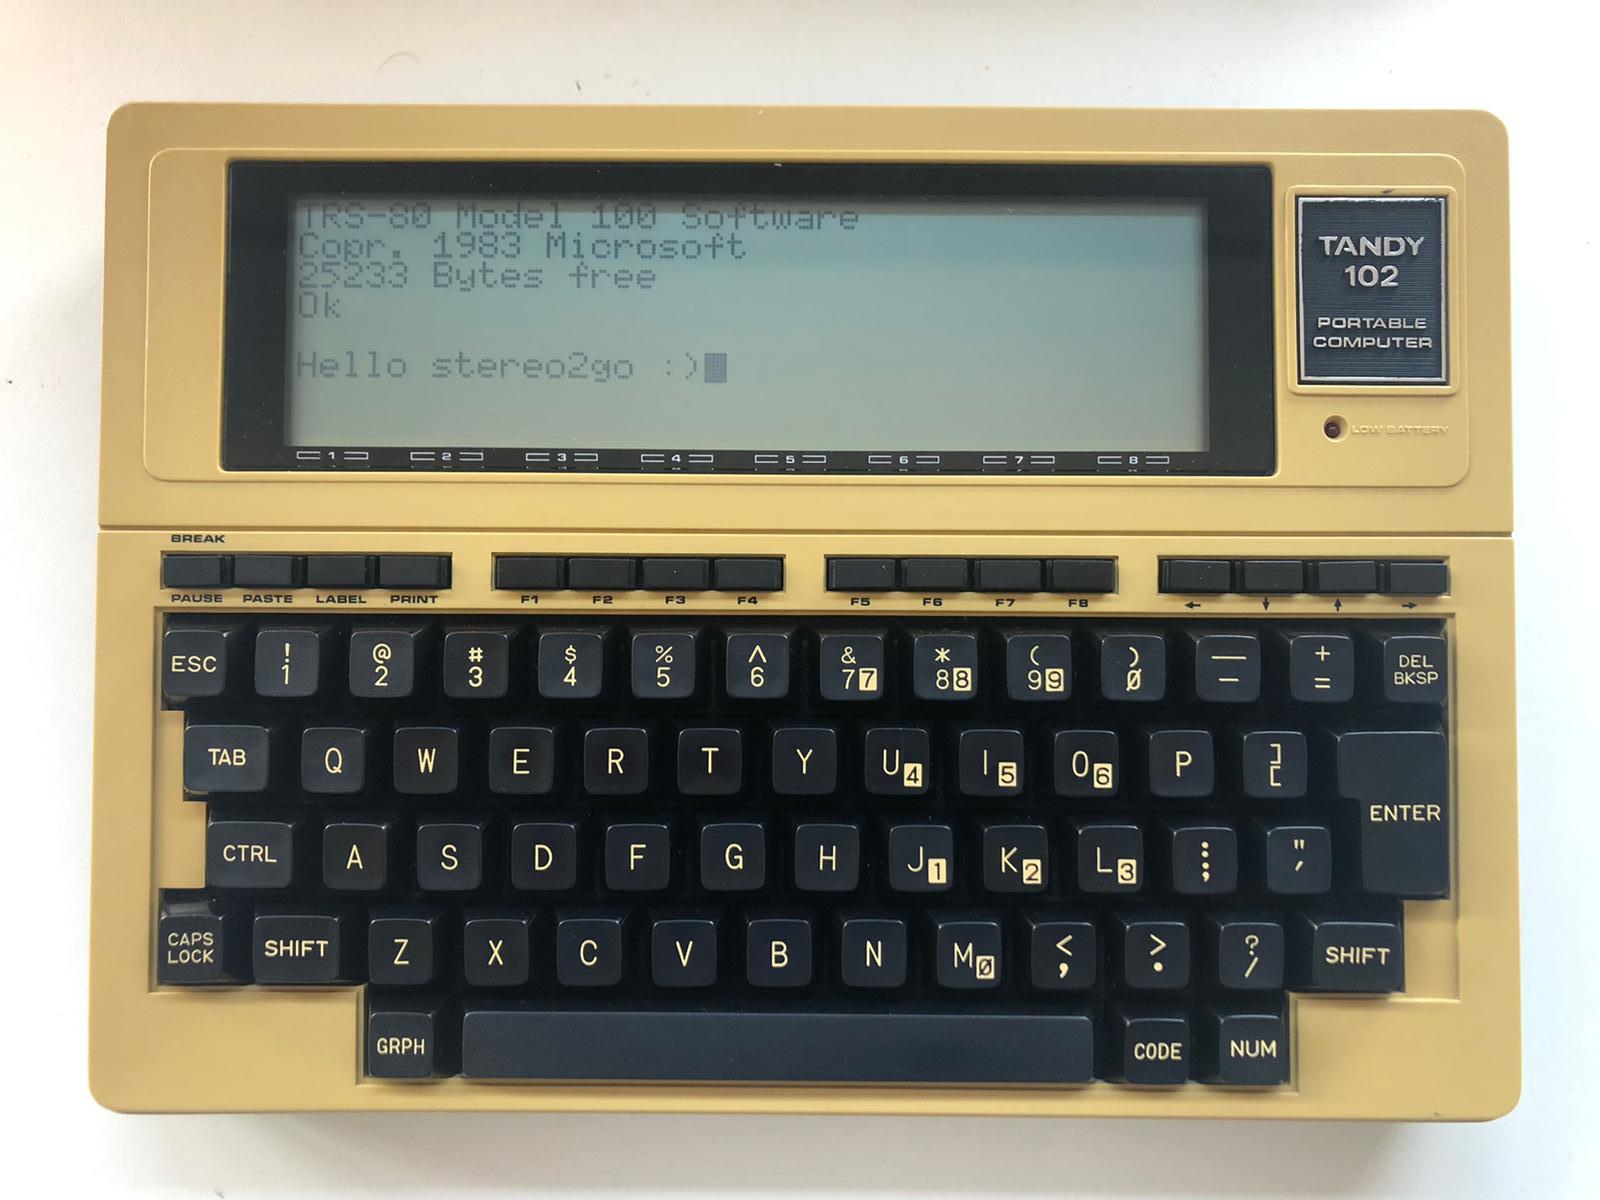 TRS-80 Model 100 Software
Copr. 1983 Microsoft
25233 Bytes free
Ok
Hello stereo2go :)
TANDY
102
PORTABLE
COMPUTER
LOW BATTERY
1 2 3 4 5 6 7 8
BREAK
PAUSE PASTE LABEL PRINT F1 F2 F3 F4 F5 F6 F7 F8 ← ↓ ↑ →
! @ # $ % ^ & * ( ) — +
ESC 1 2 3 4 5 6 7 7 8 8 9 9 0 - = DEL BKSP
TAB Q W E R T Y U 4 I 5 O 6 P ] [
ENTER
CTRL A S D F G H J 1 K 2 L 3 : ; " '
CAPS LOCK SHIFT Z X C V B N M 0 < , > . ? / SHIFT
GRPH CODE NUM